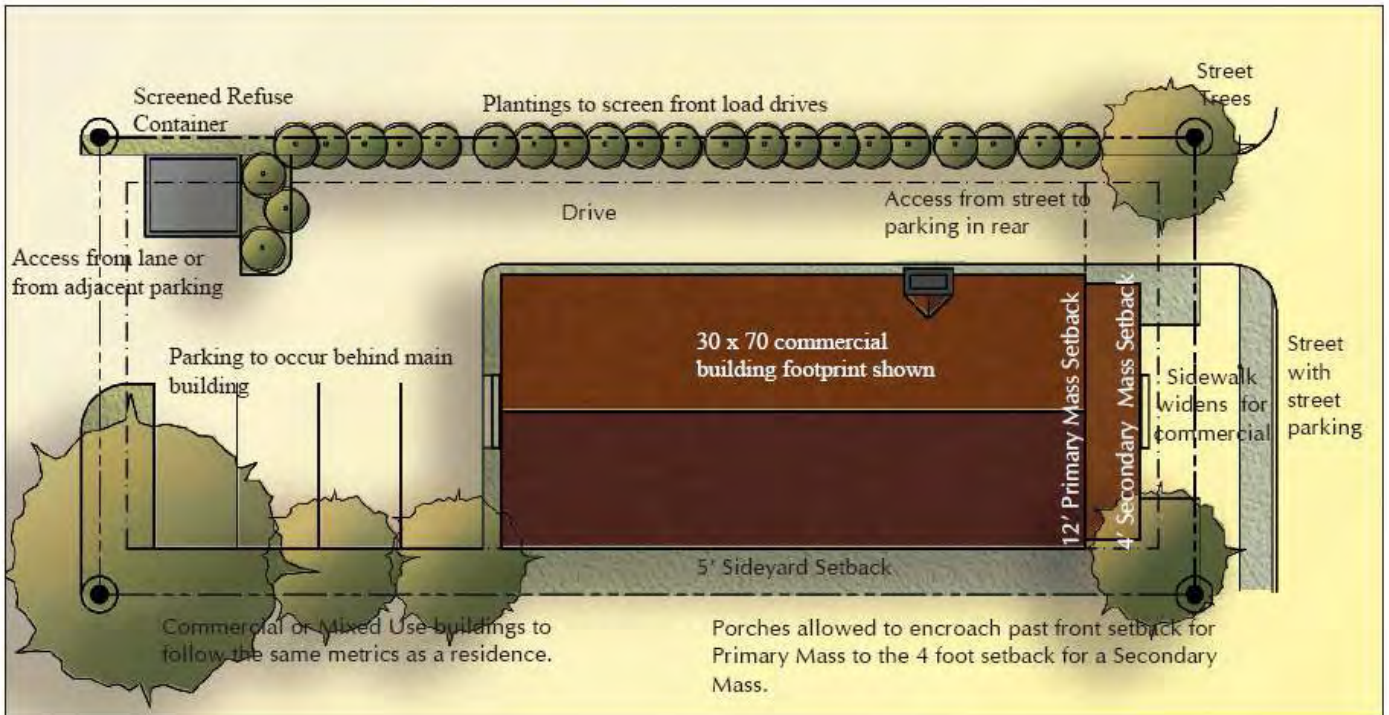 Street
Trees
Screened Refuse
Container
Plantings to screen front load drives
Drive
Access from street to
parking in rear
Access from lane or
from adjacent parking
Parking to occur behind main
building
30 x 70 commercial
building footprint shown
12' Primary Mass Setback
4' Secondary Mass Setback
Sidewalk
widens for
commercial
Street
with
street
parking
5' Sideyard Setback
Commercial or Mixed Use buildings to
follow the same metrics as a residence.
Porches allowed to encroach past front setback for
Primary Mass to the 4 foot setback for a Secondary
Mass.